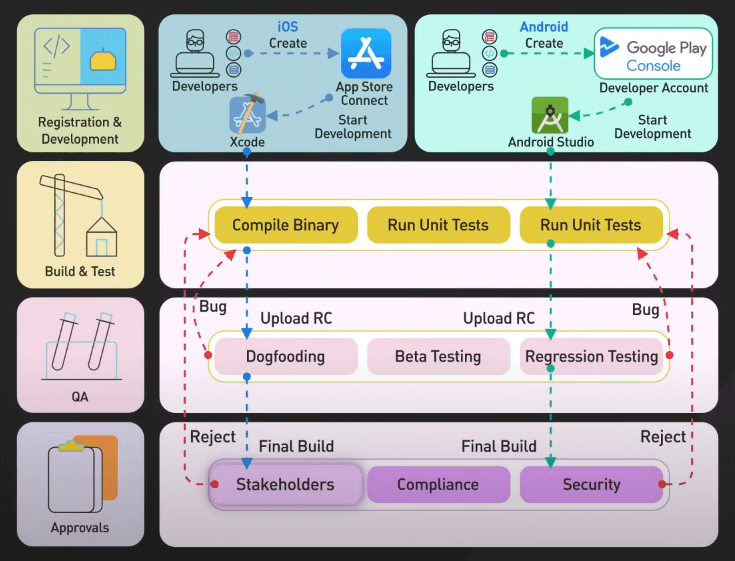 iOS
Create
Developers
App Store
Connect
Start
Development
Xcode
Android
Create
Developers
Google Play
Console
Developer Account
Start
Development
Android Studio
Registration &
Development
Build & Test
Compile Binary
Run Unit Tests
Run Unit Tests
Bug
Upload RC
Upload RC
Bug
QA
Dogfooding
Beta Testing
Regression Testing
Reject
Final Build
Final Build
Reject
Approvals
Stakeholders
Compliance
Security